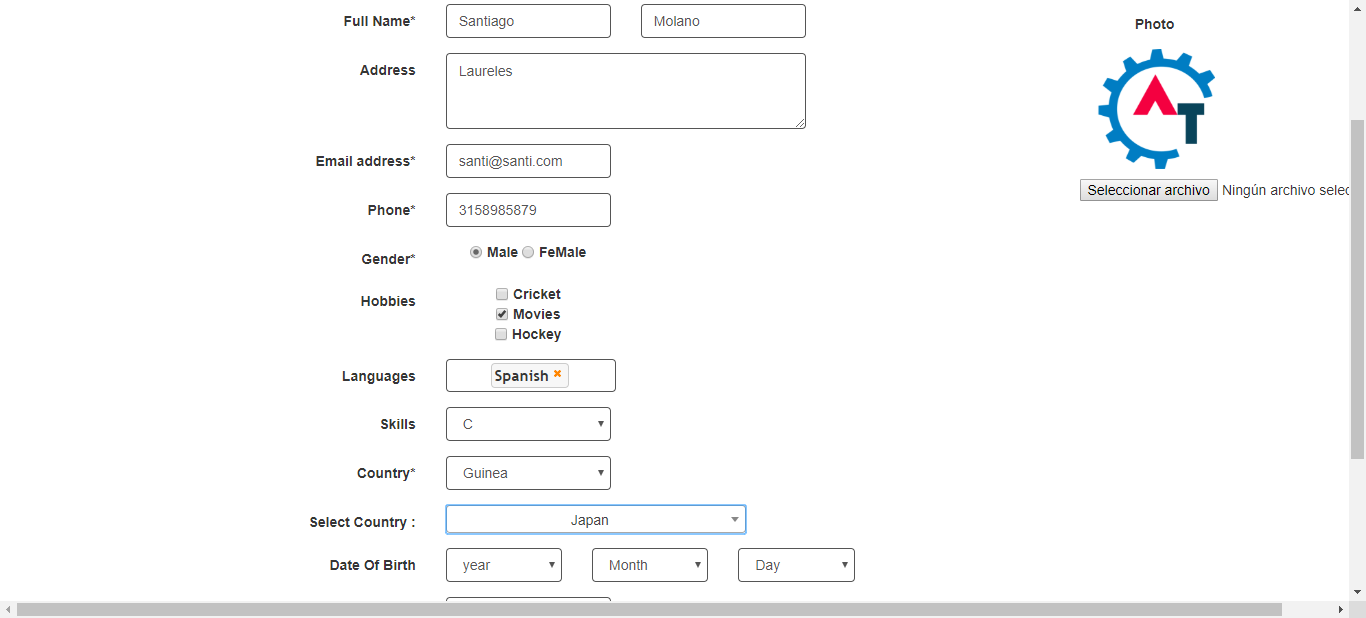 Full Name* Santiago Molano
Photo
Address Laureles
AT
Email address* santi@santi.com
Seleccionar archivo Ningún archivo selec
Phone* 3158985879
Gender* Male FeMale
Hobbies Cricket
Movies
Hockey
Languages Spanish
Skills C
Country* Guinea
Select Country : Japan
Date Of Birth year Month Day